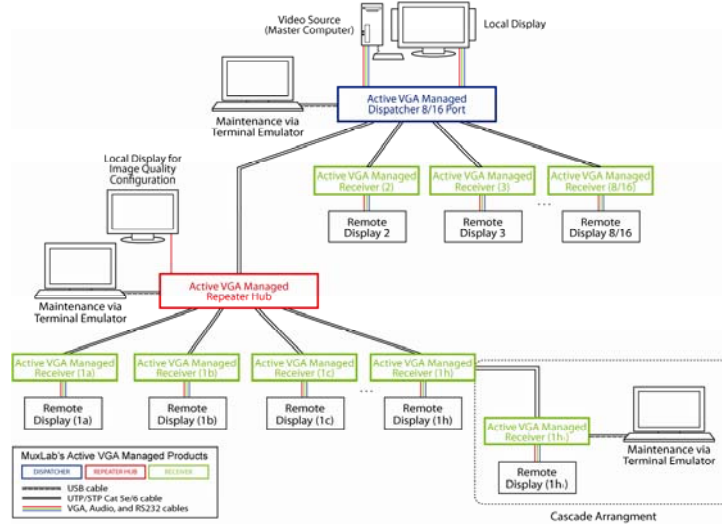 Video Source
(Master Computer)
Local Display
Active VGA Managed
Dispatcher 8/16 Port
Maintenance via
Terminal Emulator
Local Display for
Image Quality
Configuration
Active VGA Managed
Receiver (2)
Active VGA Managed
Receiver (3)
Active VGA Managed
Receiver (8/16)
...
Remote
Display 2
Remote
Display 3
Remote
Display 8/16
Active VGA Managed
Repeater Hub
Maintenance via
Terminal Emulator
Active VGA Managed
Receiver (1a)
Active VGA Managed
Receiver (1b)
Active VGA Managed
Receiver (1c)
Active VGA Managed
Receiver (1h)
...
Remote
Display (1a)
Remote
Display (1b)
Remote
Display (1c)
Remote
Display (1h)
Active VGA Managed
Receiver (1h₁)
Remote
Display (1h₁)
Maintenance via
Terminal Emulator
Cascade Arrangment
MuxLab's Active VGA Managed Products
DISPATCHER
REPEATER HUB
RECEIVER
USB cable
UTP/STP Cat 5e/6 cable
VGA, Audio, and RS232 cables